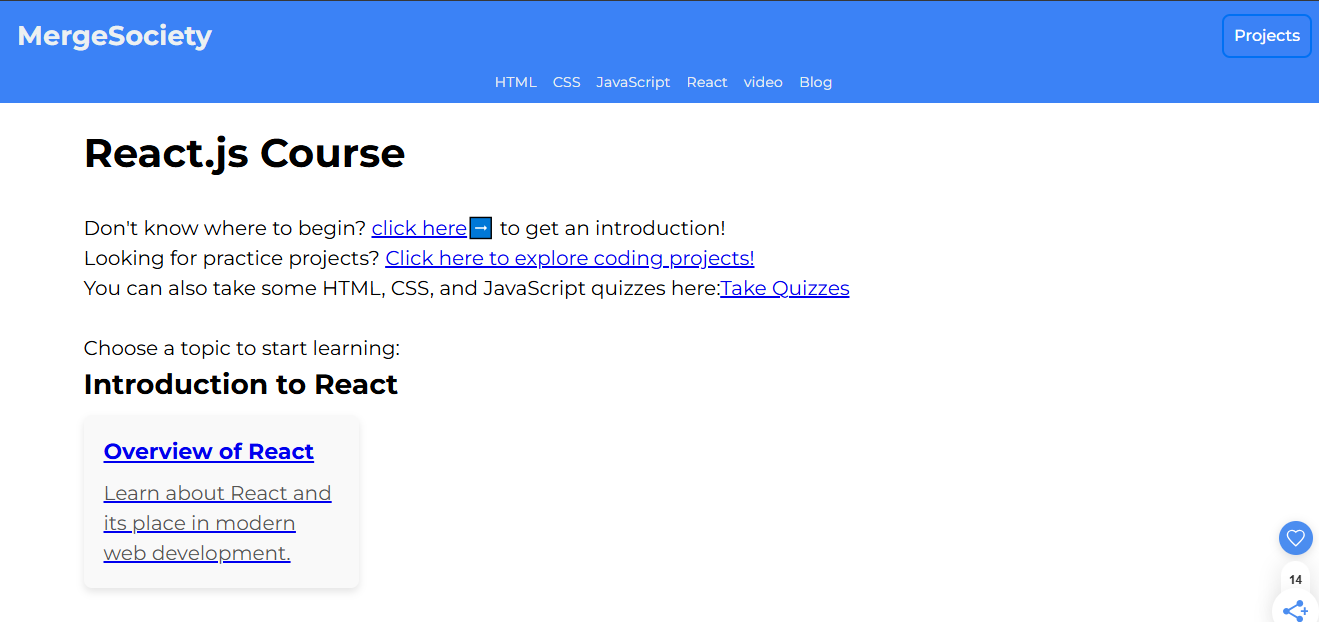 MergeSociety
Projects
HTML CSS JavaScript React video Blog
React.js Course
Don't know where to begin? click here➡ to get an introduction!
Looking for practice projects? Click here to explore coding projects!
You can also take some HTML, CSS, and JavaScript quizzes here:Take Quizzes
Choose a topic to start learning:
Introduction to React
Overview of React
Learn about React and
its place in modern
web development.
14